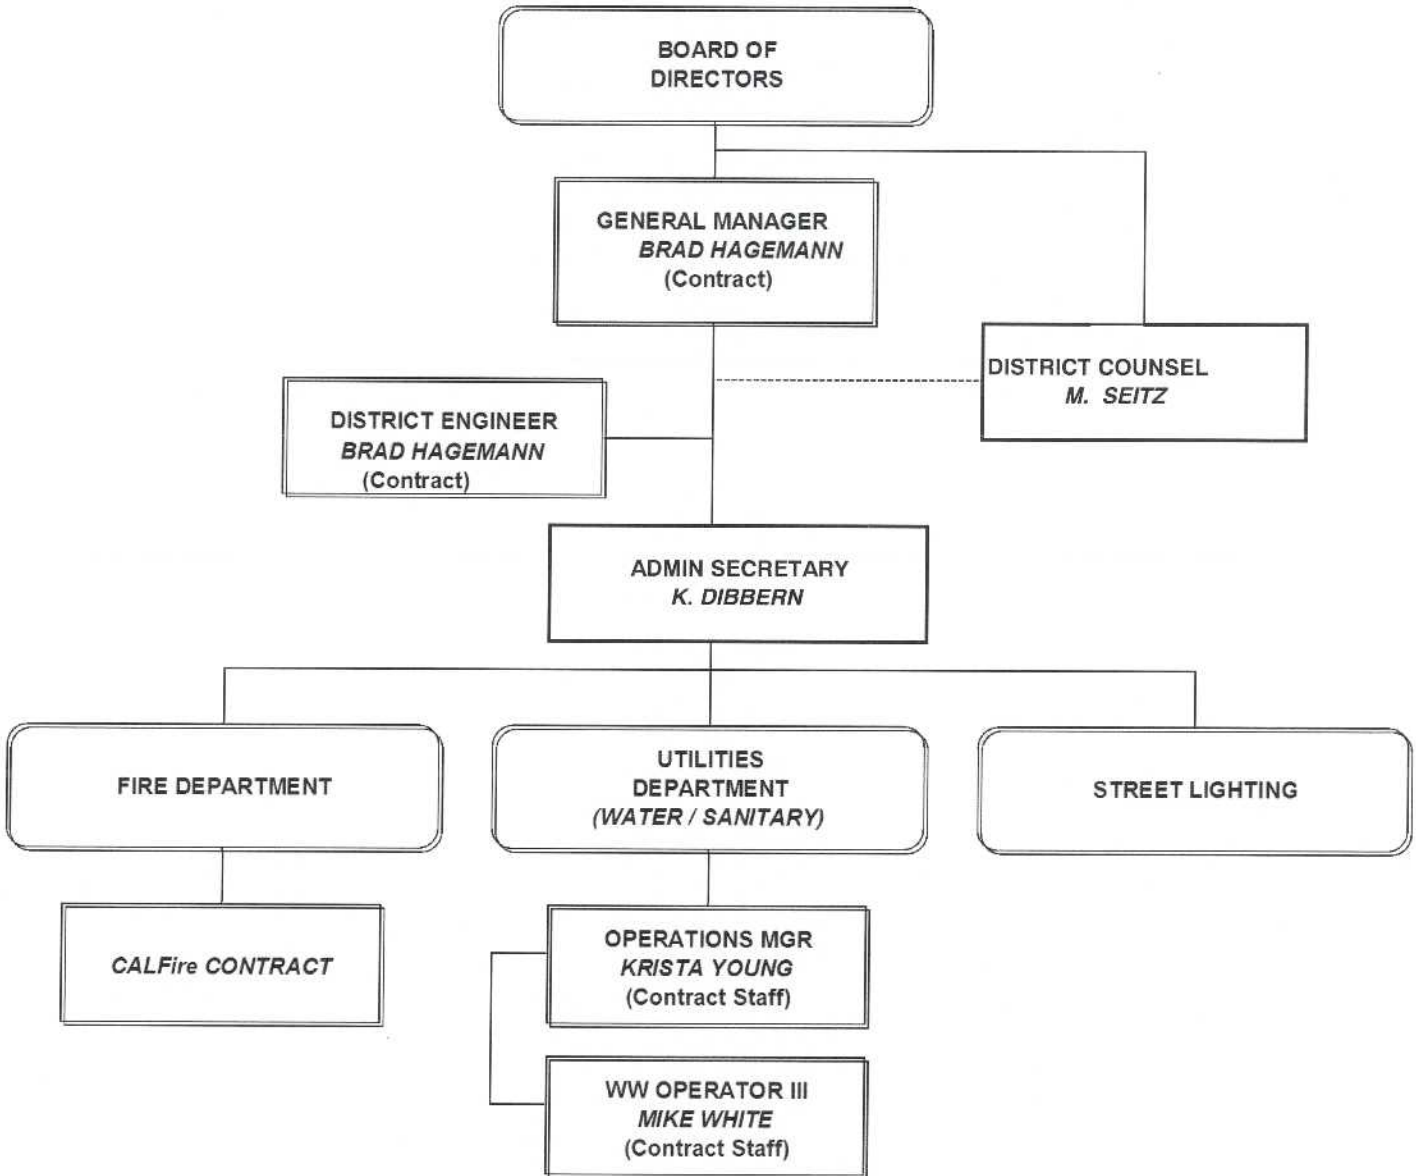 BOARD OF
DIRECTORS
GENERAL MANAGER
BRAD HAGEMANN
(Contract)
DISTRICT COUNSEL
M. SEITZ
DISTRICT ENGINEER
BRAD HAGEMANN
(Contract)
ADMIN SECRETARY
K. DIBBERN
FIRE DEPARTMENT
UTILITIES
DEPARTMENT
(WATER / SANITARY)
STREET LIGHTING
CALFire CONTRACT
OPERATIONS MGR
KRISTA YOUNG
(Contract Staff)
WW OPERATOR III
MIKE WHITE
(Contract Staff)